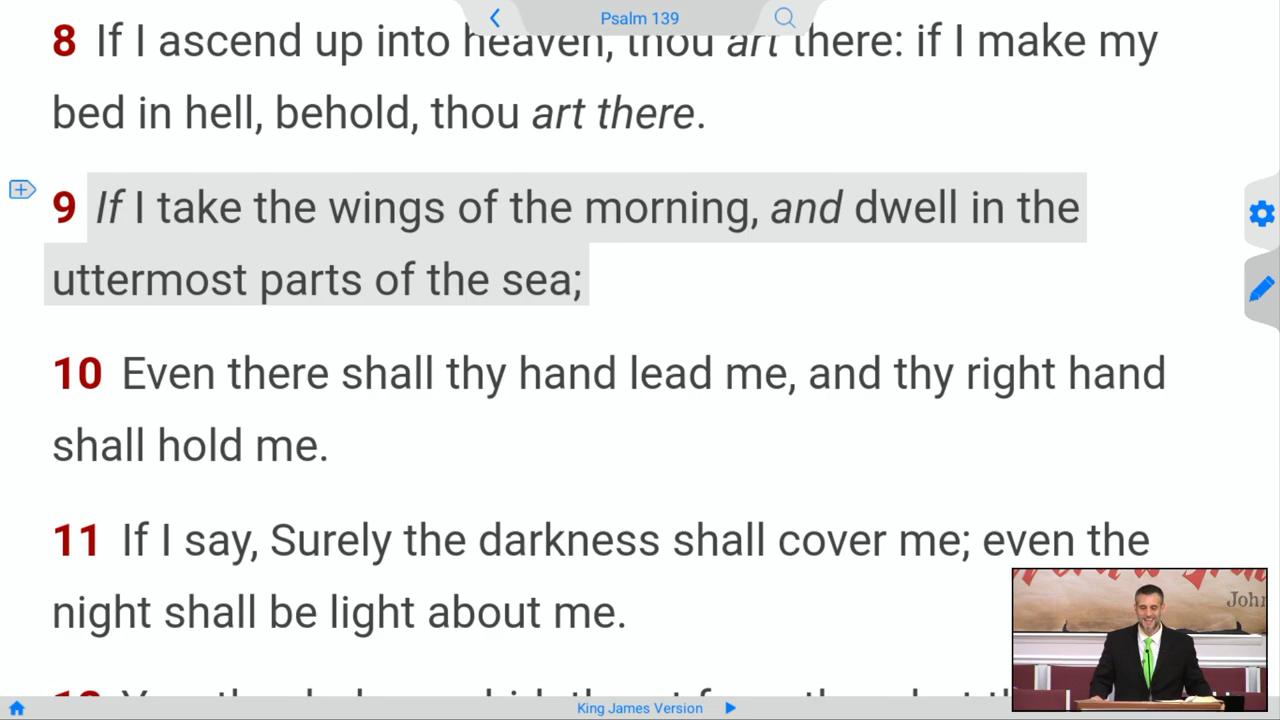 Psalm 139
8 If I ascend up into heaven, thou art there: if I make my
bed in hell, behold, thou art there.
9 If I take the wings of the morning, and dwell in the
uttermost parts of the sea;
10 Even there shall thy hand lead me, and thy right hand
shall hold me.
11 If I say, Surely the darkness shall cover me; even the
night shall be light about me.
John
King James Version